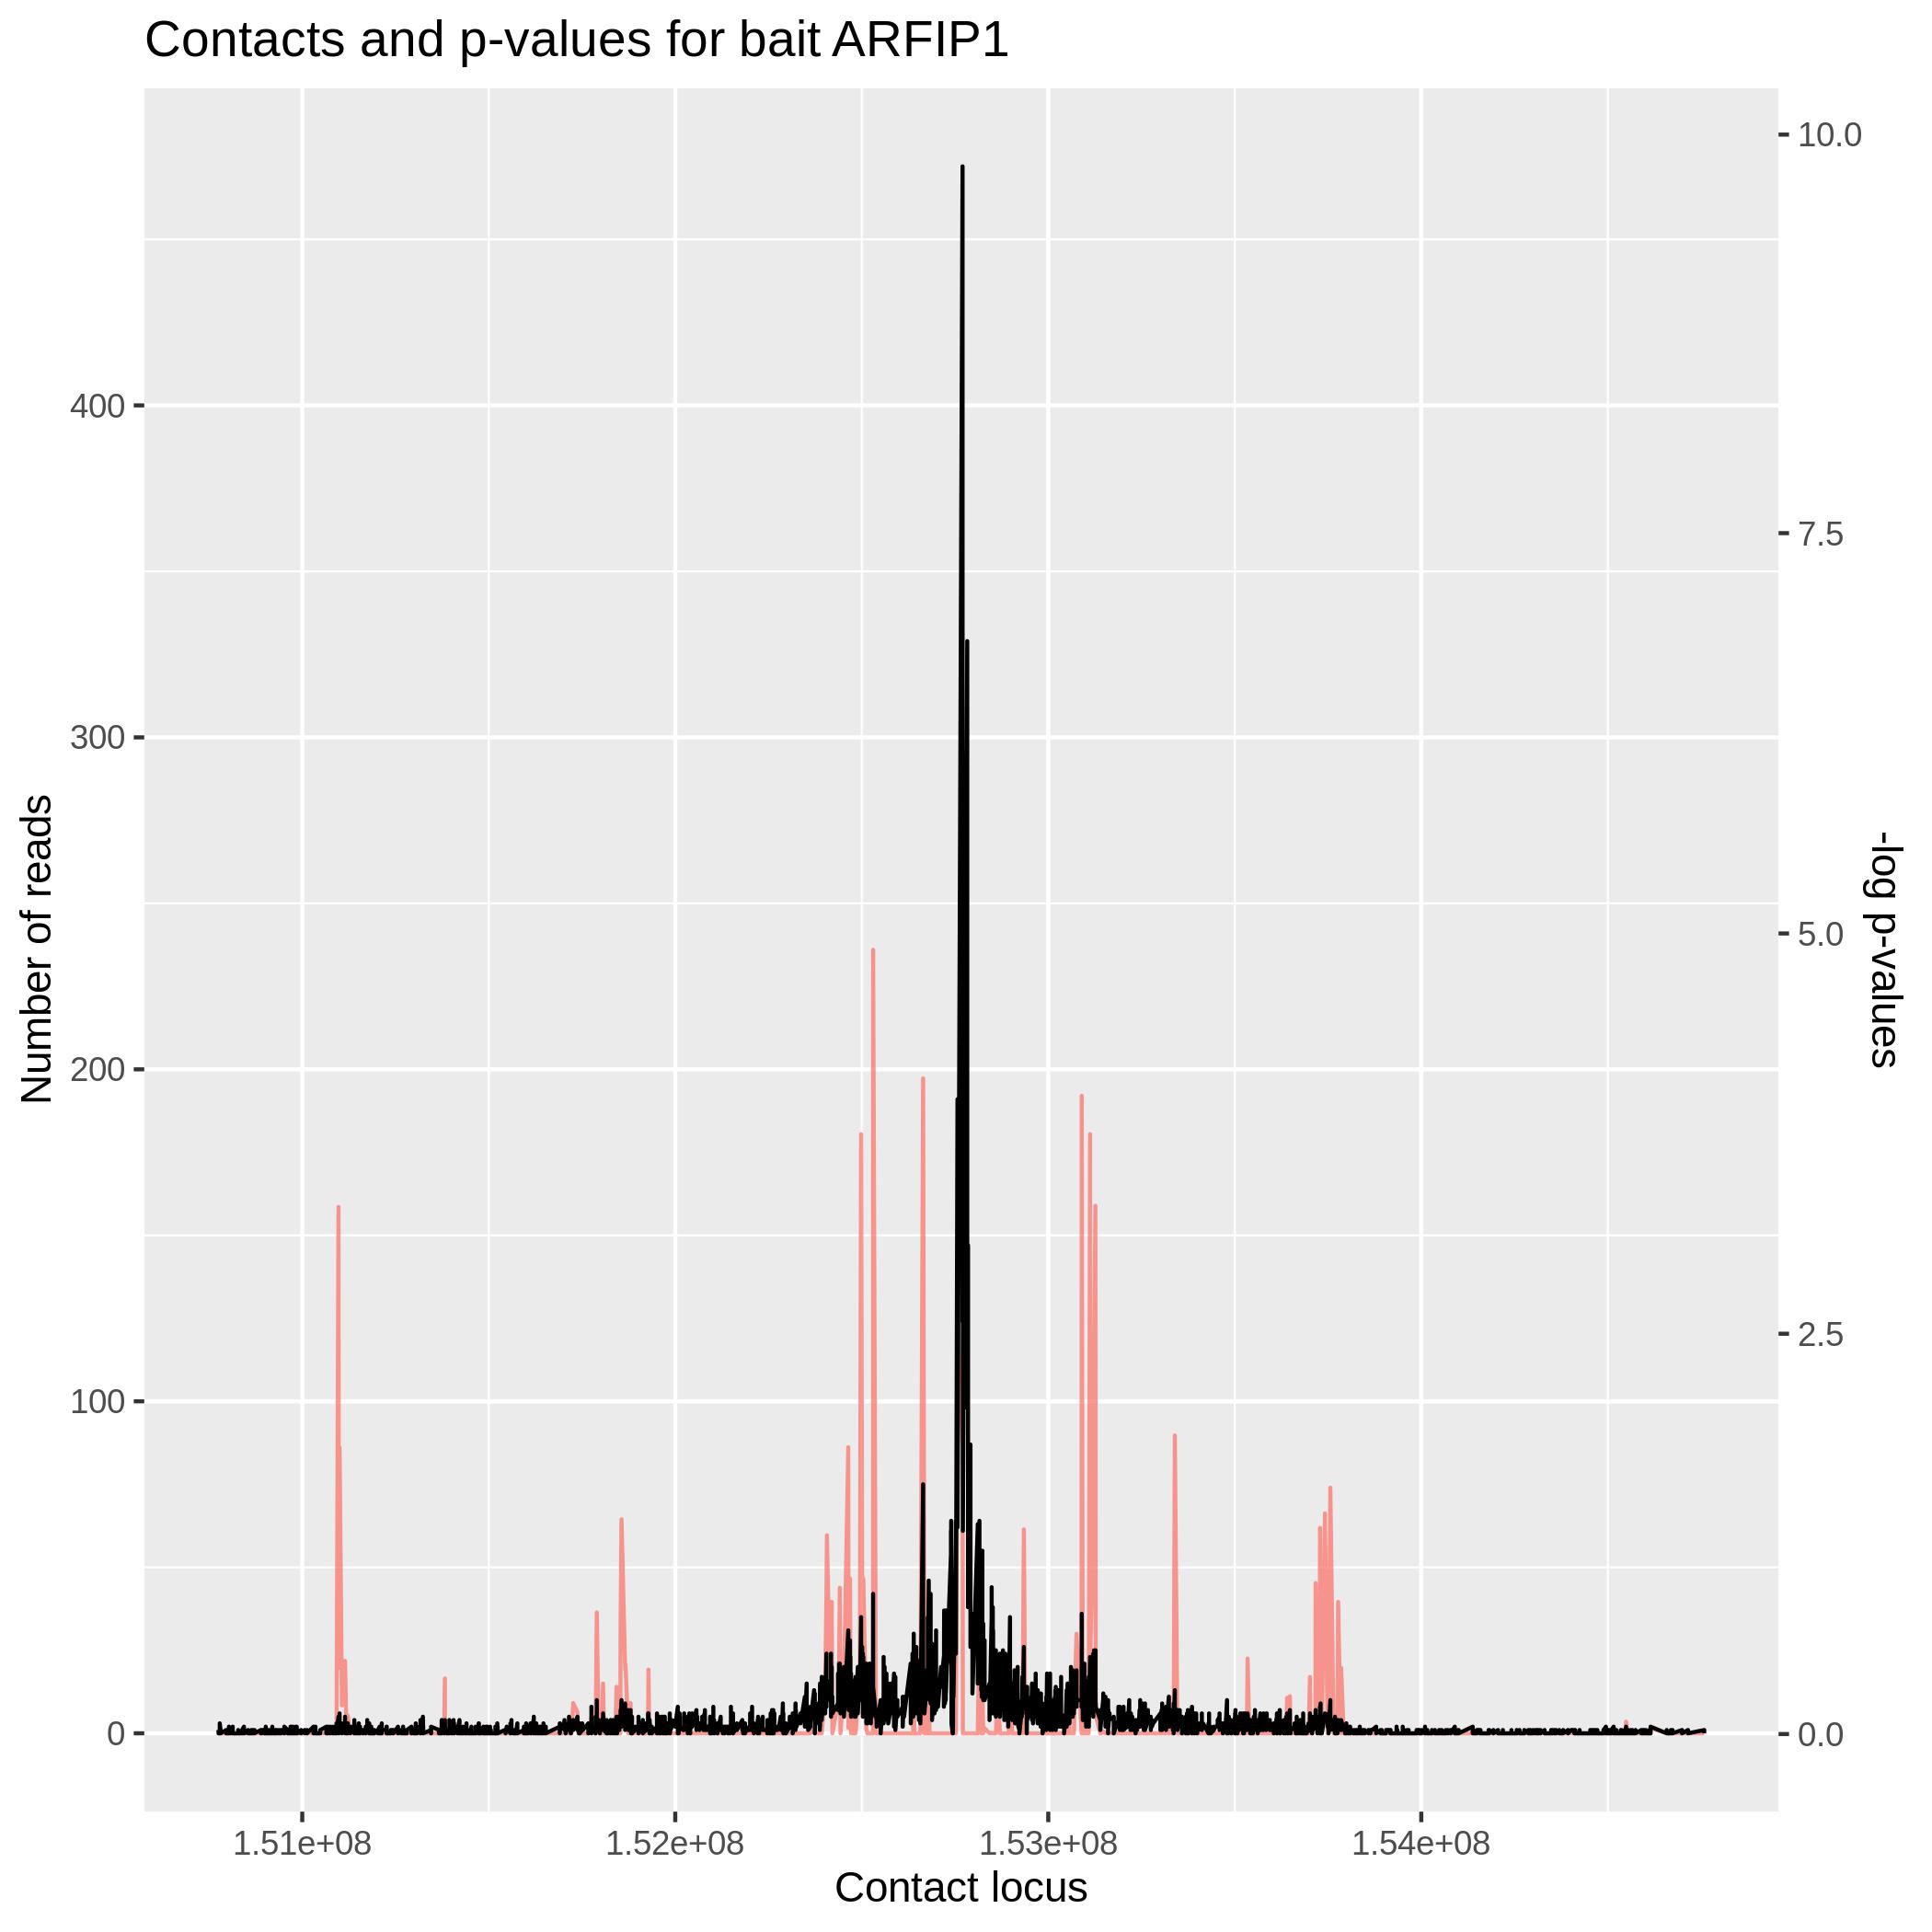 Contacts and p-values for bait ARFIP1
10.0
7.5
5.0
2.5
0.0
400
300
200
100
0
Number of reads
-log p-values
1.51e+08
1.52e+08
1.53e+08
1.54e+08
Contact locus